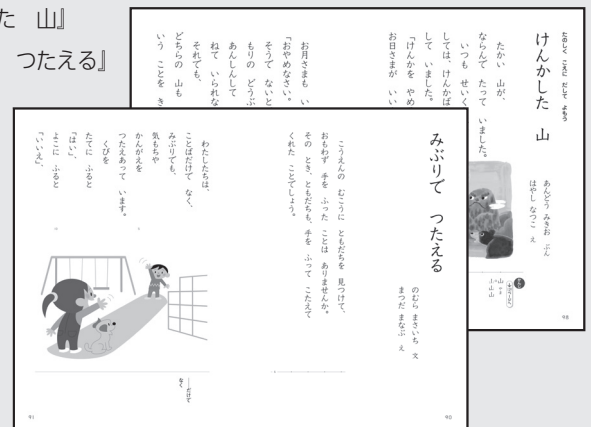 た 山』
つたえる』
たのしく こえに だして よもう
けんかした 山
あんどう みきお ぶん
はやし なつこ え
たかい 山が、
ならんで たって いました。
いつも せいく
しては、けんかば
して いました。
「けんかを やめ
お日さまが いい
お月さまも い
「おやめなさい。
そうで ないと
もりの どうぶ
あんしんして
ねて いられな
それでも、
どちらの 山も
いう ことを き
山
98
みぶりで つたえる
のむら まさいち 文
まつだ まなぶ え
こうえんの むこうに ともだちを 見つけて、
おもわず 手を ふった ことは ありませんか。
その とき、ともだちも、手を ふって こたえて
くれた ことでしょう。
90
わたしたちは、
ことばだけで なく、
みぶりでも、
気もちや
かんがえを
つたえあって います。
くびを
たてに ふると
「はい」、
よこに ふると
「いいえ」、
──だけで
なく
91